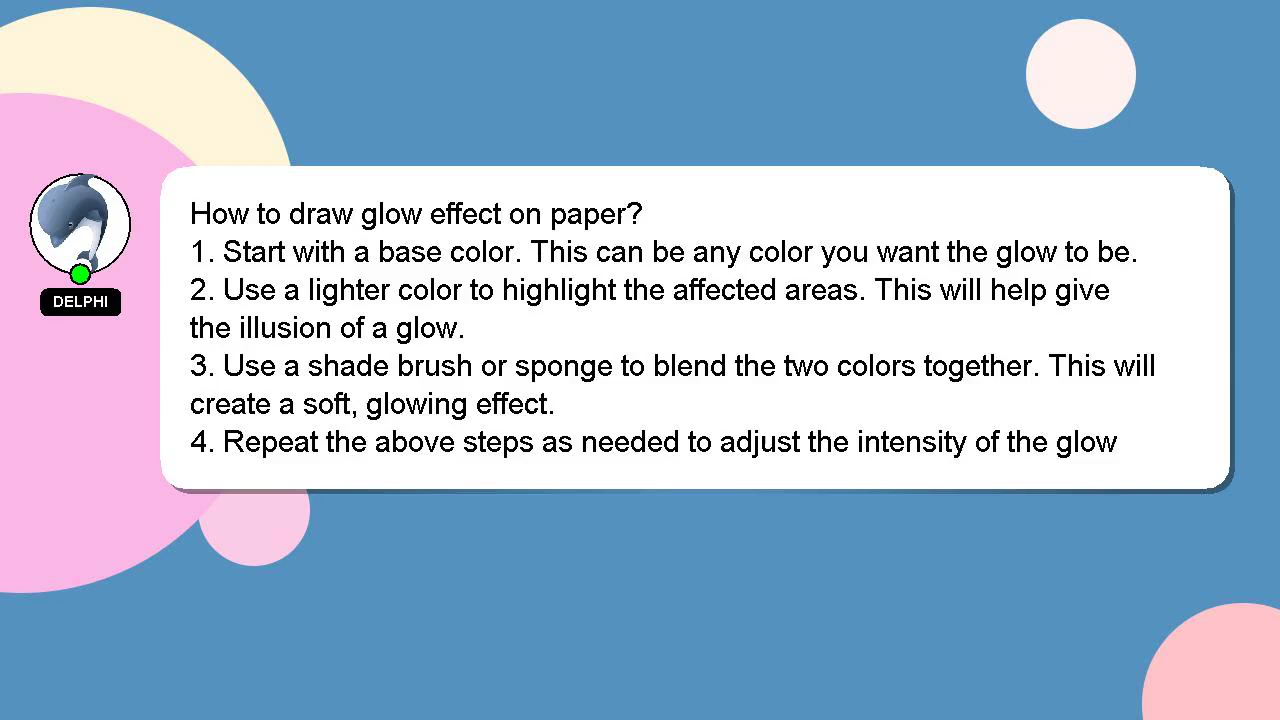 How to draw glow effect on paper?
1. Start with a base color. This can be any color you want the glow to be.
2. Use a lighter color to highlight the affected areas. This will help give
the illusion of a glow.
3. Use a shade brush or sponge to blend the two colors together. This will
create a soft, glowing effect.
4. Repeat the above steps as needed to adjust the intensity of the glow
DELPHI